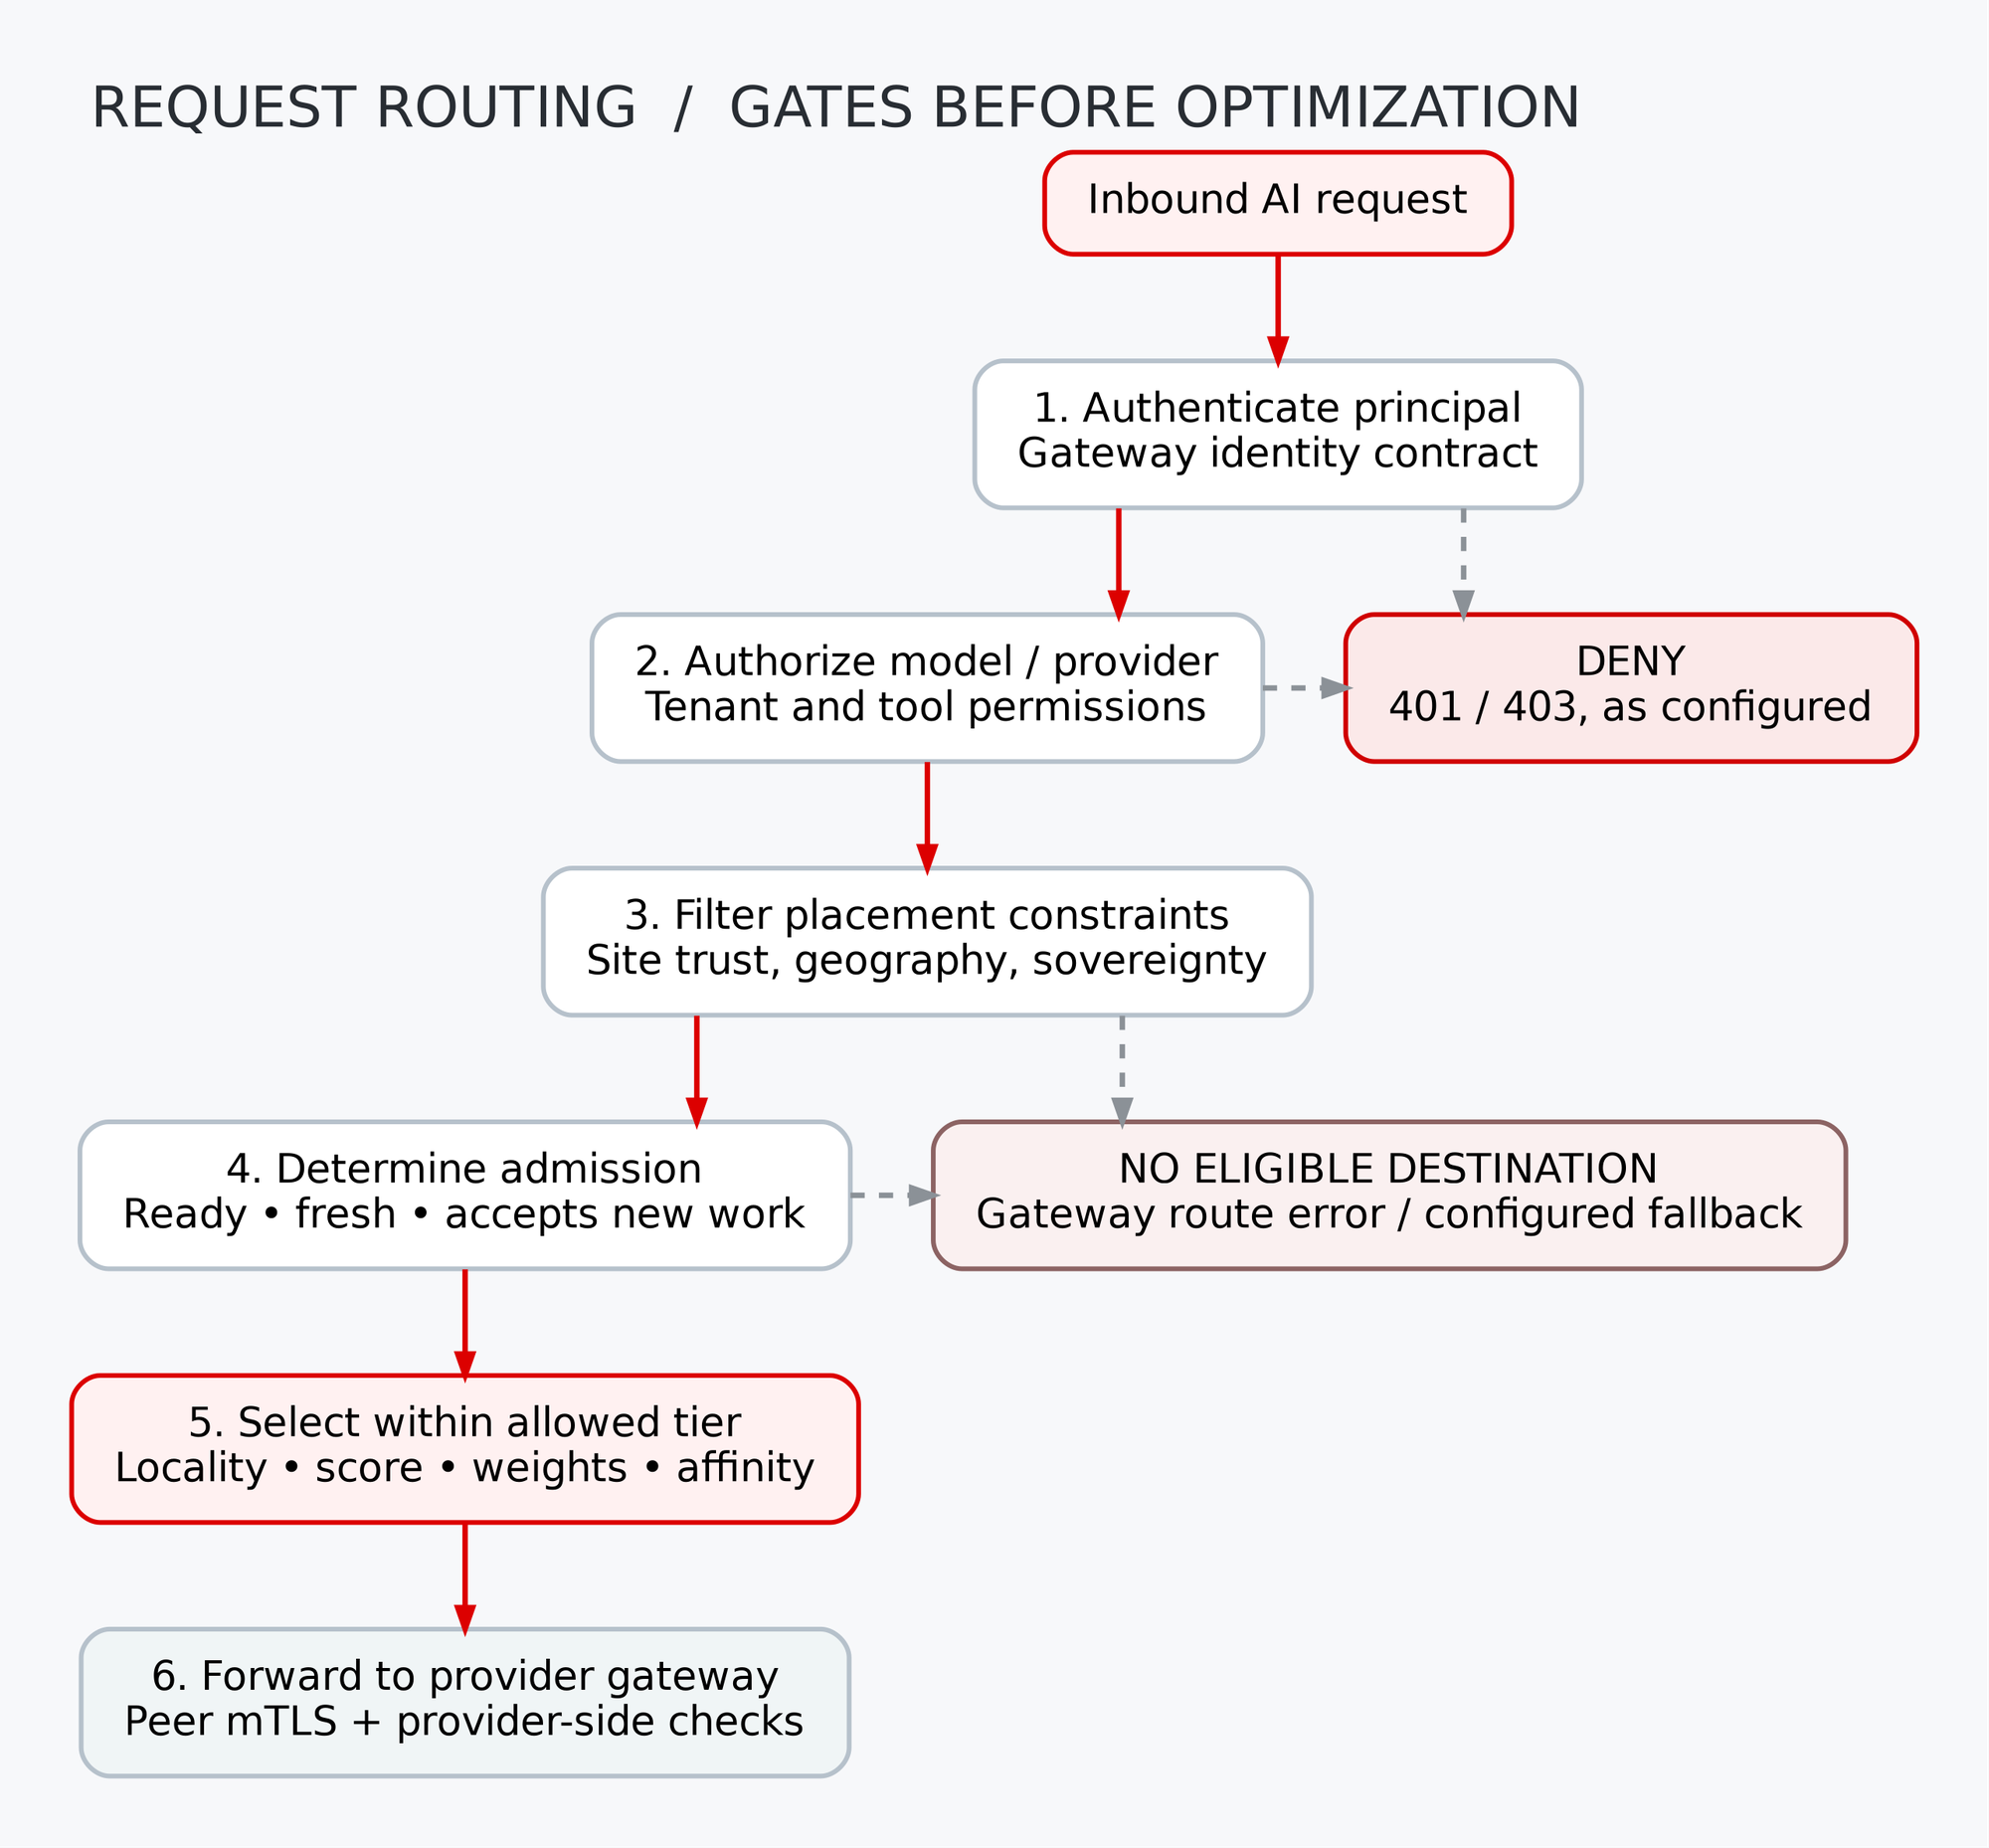 REQUEST ROUTING / GATES BEFORE OPTIMIZATION
Inbound AI request
1. Authenticate principal
Gateway identity contract
2. Authorize model / provider
Tenant and tool permissions
DENY
401 / 403, as configured
3. Filter placement constraints
Site trust, geography, sovereignty
4. Determine admission
Ready • fresh • accepts new work
NO ELIGIBLE DESTINATION
Gateway route error / configured fallback
5. Select within allowed tier
Locality • score • weights • affinity
6. Forward to provider gateway
Peer mTLS + provider-side checks